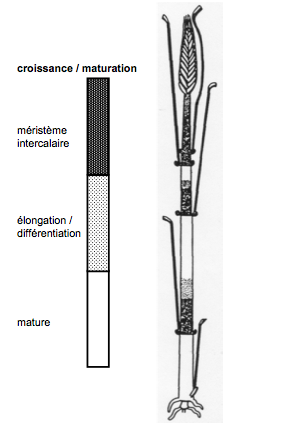 croissance / maturation
méristème
intercalaire
élongation /
différentiation
mature